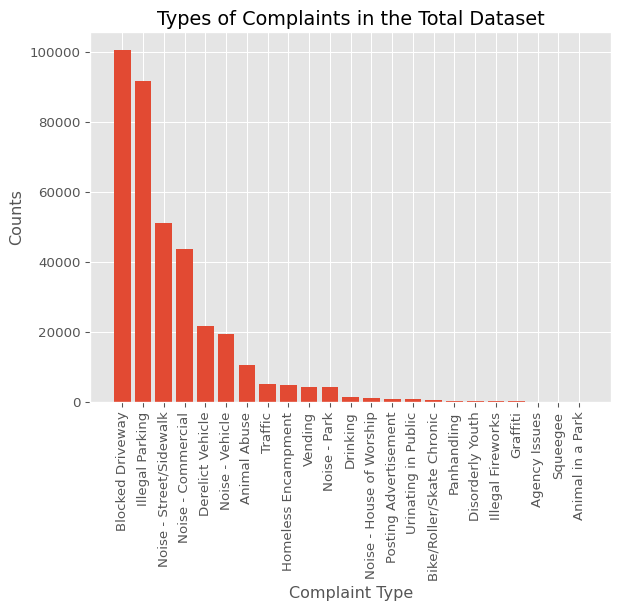 Types of Complaints in the Total Dataset
Counts
100000
80000
60000
40000
20000
0
Blocked Driveway
Illegal Parking
Noise - Street/Sidewalk
Noise - Commercial
Derelict Vehicle
Noise - Vehicle
Animal Abuse
Traffic
Homeless Encampment
Vending
Noise - Park
Drinking
Noise - House of Worship
Posting Advertisement
Urinating in Public
Bike/Roller/Skate Chronic
Panhandling
Disorderly Youth
Illegal Fireworks
Graffiti
Agency Issues
Squeegee
Animal in a Park
Complaint Type